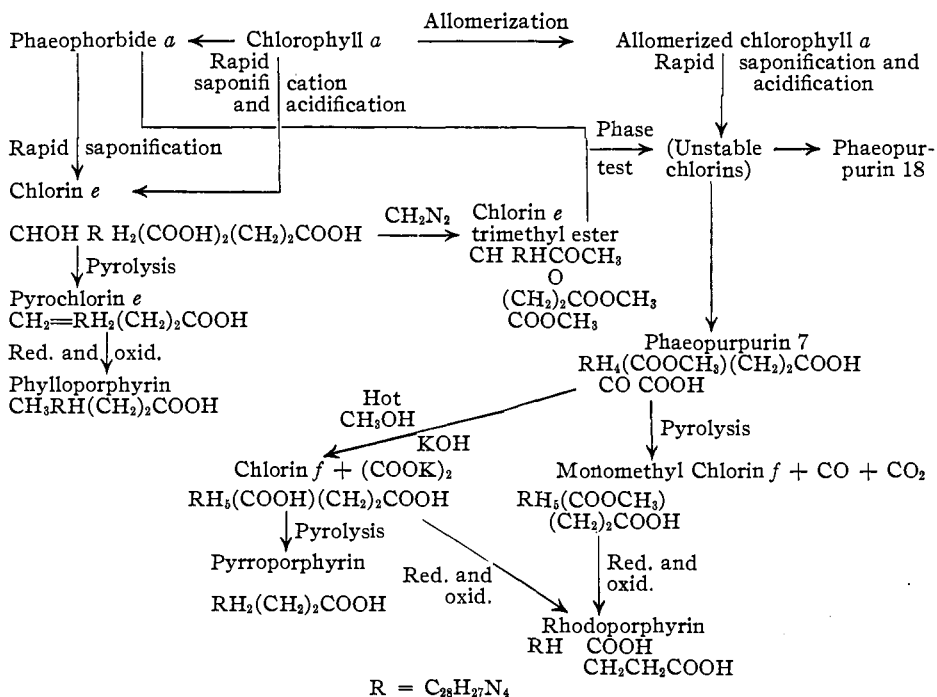 Allomerization
Phaeophorbide a Chlorophyll a Allomerized chlorophyll a
Rapid saponification and acidification
Rapid saponification and acidification
Rapid saponification
Phase test
(Unstable chlorins)
Phaeopur-
purin 18
Chlorin e
CHOH R H₂(COOH)₂(CH₂)₂COOH
CH₂N₂
Chlorin e
trimethyl ester
CH RHCOCH₃
O
(CH₂)₂COOCH₃
COOCH₃
Pyrolysis
Pyrochlorin e
CH₂=RH₂(CH₂)₂COOH
Red. and oxid.
Phylloporphyrin
CH₃RH(CH₂)₂COOH
Phaeopurpurin 7
RH₄(COOCH₃)(CH₂)₂COOH
CO COOH
Hot
CH₃OH
KOH
Pyrolysis
Chlorin f + (COOK)₂
RH₅(COOH)(CH₂)₂COOH
Monomethyl Chlorin f + CO + CO₂
RH₅(COOCH₃)
(CH₂)₂COOH
Pyrolysis
Pyrroporphyrin
RH₂(CH₂)₂COOH
Red. and
oxid.
Red. and
oxid.
Rhodoporphyrin
RH COOH
CH₂CH₂COOH
R = C₂₈H₂₇N₄